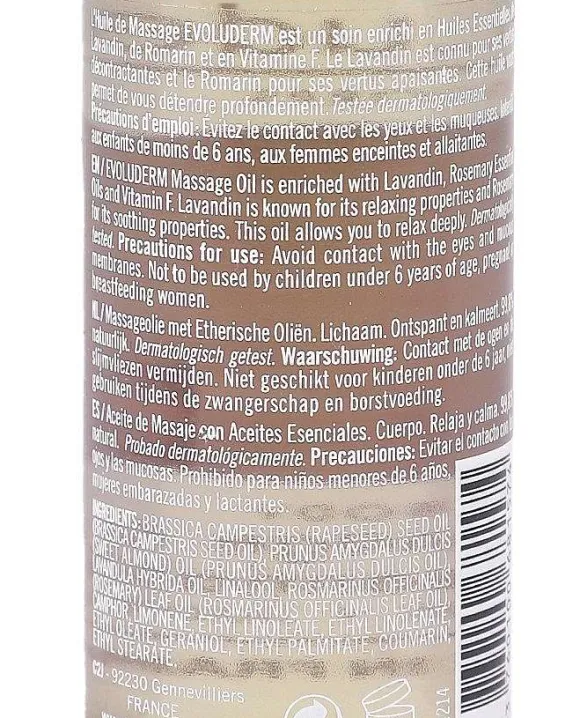 L'Huile de Massage EVOLUDERM est un soin enrichi en Huiles Essentielles
Lavandin, de Romarin et en Vitamine F. Le Lavandin est connu pour ses
décontractantes et le Romarin pour ses vertus apaisantes. Cette huile
permet de vous détendre profondément. Testée dermatologiquement.
Précautions d'emploi: Évitez le contact avec les yeux et les muqueuses,
aux enfants de moins de 6 ans, aux femmes enceintes et allaitantes.
EN/EVOLUDERM Massage Oil is enriched with Lavandin, Rosemary
Oils and Vitamin F. Lavandin is known for its relaxing properties and
for its soothing properties. This oil allows you to relax deeply.
tested. Precautions for use: Avoid contact with the eyes and
membranes. Not to be used by children under 6 years of age,
breastfeeding women.
NL/Massageolie met Etherische Oliën. Lichaam. Ontspant en kalmeert.
natuurlijk. Dermatologisch getest. Waarschuwing: Contact met de ogen
slijmvliezen vermijden. Niet geschikt voor kinderen onder de 6 jaar,
gebruiken tijdens de zwangerschap en borstvoeding.
ES/Aceite de Masaje con Aceites Esenciales. Cuerpo. Relaja y calma.
natural. Probado dermatológicamente. Precauciones: Evitar el contacto
ojos y las mucosas. Prohibido para niños menores de 6 años,
mujeres embarazadas y lactantes.
INGREDIENTS: BRASSICA CAMPESTRIS (RAPESEED) SEED OIL
(BRASSICA CAMPESTRIS SEED OIL), PRUNUS AMYGDALUS DULCIS
(SWEET ALMOND) OIL (PRUNUS AMYGDALUS DULCIS OIL),
LAVANDULA HYBRIDA OIL, LINALOOL, ROSMARINUS OFFICINALIS
(ROSEMARY) LEAF OIL (ROSMARINUS OFFICINALIS LEAF OIL),
CAMPHOR, LIMONENE, ETHYL LINOLEATE, ETHYL LINOLENATE,
ETHYL OLEATE, GERANIOL, ETHYL PALMITATE, COUMARIN,
ETHYL STEARATE.
C2J - 92230 Gennevilliers
FRANCE
214